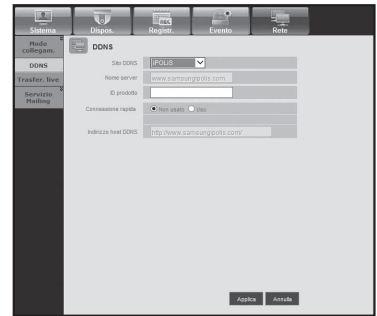 Sistema Dispos. Registr. Evento Rete
Modo collegam.
DDNS
Trasfer. live
Servizio Mailing
DDNS
Sito DDNS iPOLiS
Nome server www.samsungipolis.com
ID prodotto
Connessione rapida Non usato Uso
Indirizzo host DDNS http://www.samsungipolis.com/
Applica Annulla